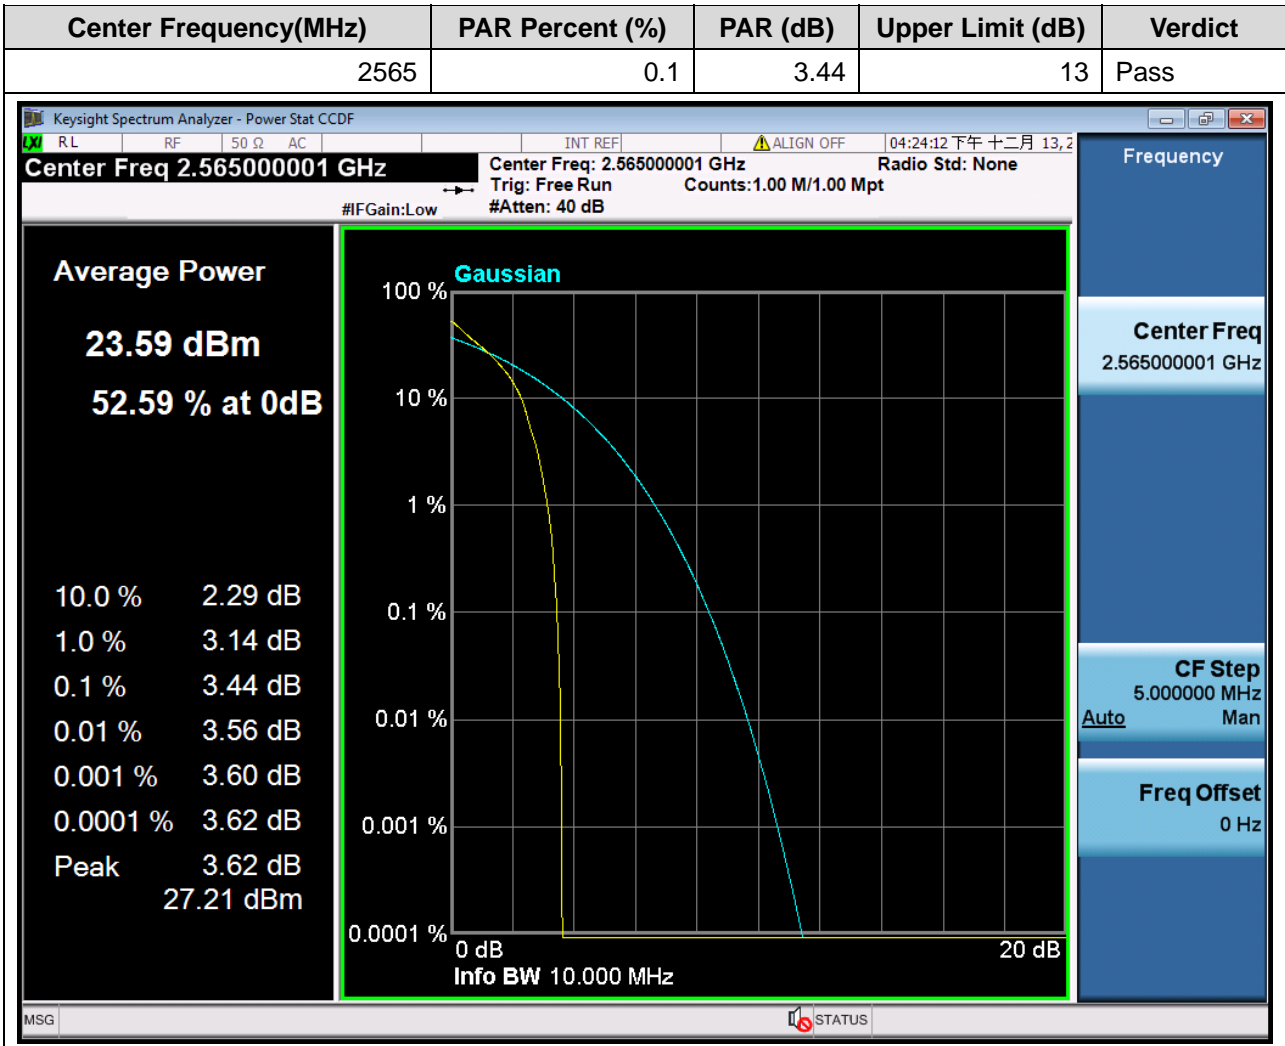 Center Frequency(MHz) PAR Percent (%) PAR (dB) Upper Limit (dB) Verdict
2565 0.1 3.44 13 Pass
Keysight Spectrum Analyzer - Power Stat CCDF
LXI RL RF 50 Ω AC INT REF ALIGN OFF 04:24:12 下午 十二月 13, 2
Center Freq 2.565000001 GHz
Center Freq: 2.565000001 GHz Radio Std: None
Trig: Free Run Counts:1.00 M/1.00 Mpt
#IFGain:Low #Atten: 40 dB
Average Power
23.59 dBm
52.59 % at 0dB
10.0 % 2.29 dB
1.0 % 3.14 dB
0.1 % 3.44 dB
0.01 % 3.56 dB
0.001 % 3.60 dB
0.0001 % 3.62 dB
Peak 3.62 dB
27.21 dBm
Gaussian
100 %
10 %
1 %
0.1 %
0.01 %
0.001 %
0.0001 %
0 dB 20 dB
Info BW 10.000 MHz
Frequency
Center Freq
2.565000001 GHz
CF Step
5.000000 MHz
Auto Man
Freq Offset
0 Hz
MSG STATUS